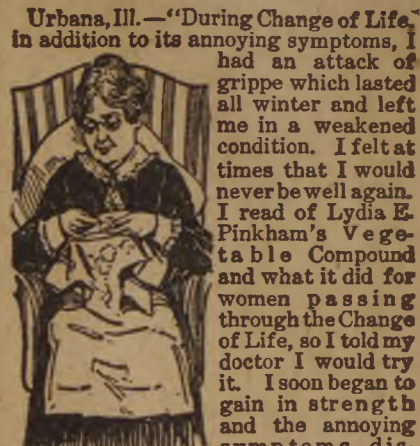 Urbana, Ill.—“During Change of Life,
in addition to its annoying symptoms, I
had an attack of
grippe which lasted
all winter and left
me in a weakened
condition. I felt at
times that I would
never be well again.
I read of Lydia E.
Pinkham's Vege-
table Compound
and what it did for
women passing
through the Change
of Life, so I told my
doctor I would try
it. I soon began to
gain in strength
and the annoying